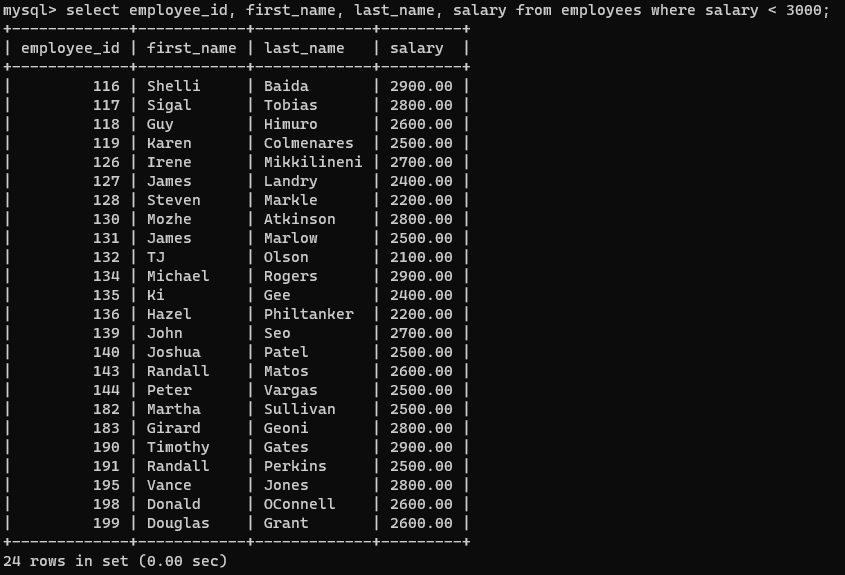 mysql> select employee_id, first_name, last_name, salary from employees where salary < 3000;
+-------------+------------+-------------+---------+
| employee_id | first_name | last_name   | salary  |
+-------------+------------+-------------+---------+
|         116 | Shelli     | Baida       | 2900.00 |
|         117 | Sigal      | Tobias      | 2800.00 |
|         118 | Guy        | Himuro      | 2600.00 |
|         119 | Karen      | Colmenares  | 2500.00 |
|         126 | Irene      | Mikkilineni | 2700.00 |
|         127 | James      | Landry      | 2400.00 |
|         128 | Steven     | Markle      | 2200.00 |
|         130 | Mozhe      | Atkinson    | 2800.00 |
|         131 | James      | Marlow      | 2500.00 |
|         132 | TJ         | Olson       | 2100.00 |
|         134 | Michael    | Rogers      | 2900.00 |
|         135 | Ki         | Gee         | 2400.00 |
|         136 | Hazel      | Philtanker  | 2200.00 |
|         139 | John       | Seo         | 2700.00 |
|         140 | Joshua     | Patel       | 2500.00 |
|         143 | Randall    | Matos       | 2600.00 |
|         144 | Peter      | Vargas      | 2500.00 |
|         182 | Martha     | Sullivan    | 2500.00 |
|         183 | Girard     | Geoni       | 2800.00 |
|         190 | Timothy    | Gates       | 2900.00 |
|         191 | Randall    | Perkins     | 2500.00 |
|         195 | Vance      | Jones       | 2800.00 |
|         198 | Donald     | OConnell    | 2600.00 |
|         199 | Douglas    | Grant       | 2600.00 |
+-------------+------------+-------------+---------+
24 rows in set (0.00 sec)